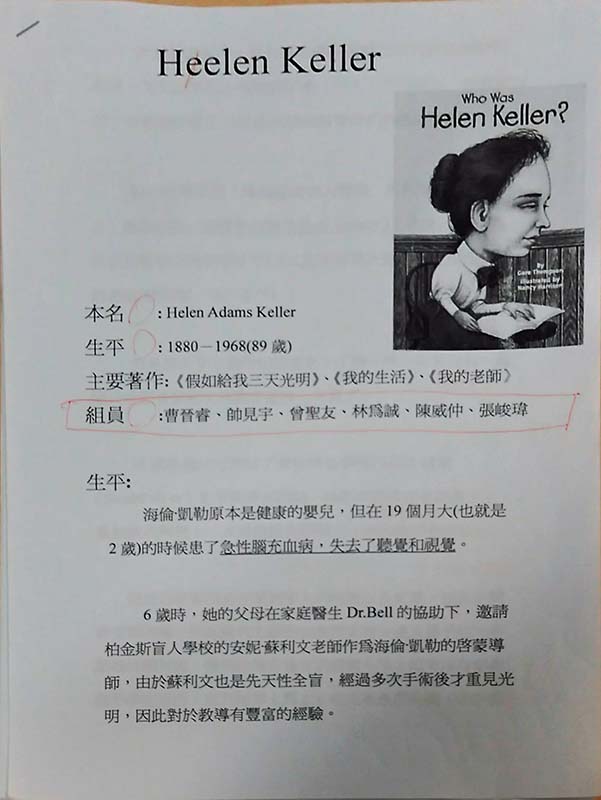 Heelen Keller
Who Was
Helen Keller?
By
Gare Thompson
Illustrated by
Nancy Harrison
本名 : Helen Adams Keller
生平 : 1880－1968(89 歲)
主要著作:《假如給我三天光明》、《我的生活》、《我的老師》
組員 :曹晉睿、帥見宇、曾聖友、林為誠、陳威仲、張峻瑋
生平:
海倫·凱勒原本是健康的嬰兒，但在 19 個月大(也就是
2 歲)的時候患了急性腦充血病，失去了聽覺和視覺。
6 歲時，她的父母在家庭醫生 Dr.Bell 的協助下，邀請
柏金斯盲人學校的安妮·蘇利文老師作為海倫·凱勒的啓蒙導
師，由於蘇利文也是先天性全盲，經過多次手術後才重見光
明，因此對於教導有豐富的經驗。